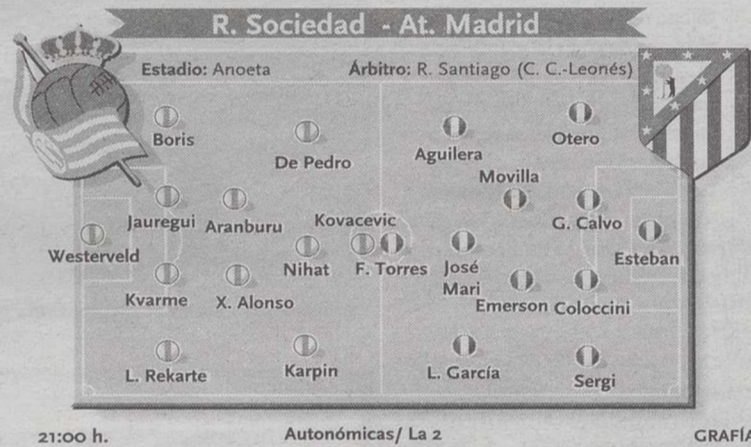 R. Sociedad - At. Madrid
Estadio: Anoeta Árbitro: R. Santiago (C. C.-Leonés)
Boris
De Pedro
Aguilera
Otero
Movilla
Jauregui
Aranburu
Kovacevic
G. Calvo
Westerveld
Nihat
F. Torres
José
Mari
Esteban
Kvarme
X. Alonso
Emerson
Coloccini
L. Rekarte
Karpin
L. García
Sergi
21:00 h. Autonómicas/ La 2 GRAFÍA